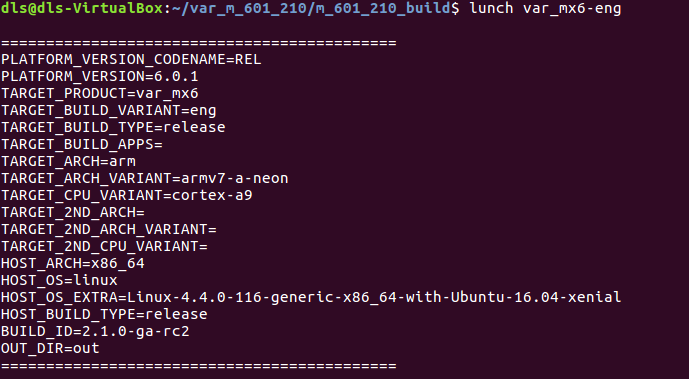 dls@dls-VirtualBox:~/var_m_601_210/m_601_210_build$ lunch var_mx6-eng
============================================
PLATFORM_VERSION_CODENAME=REL
PLATFORM_VERSION=6.0.1
TARGET_PRODUCT=var_mx6
TARGET_BUILD_VARIANT=eng
TARGET_BUILD_TYPE=release
TARGET_BUILD_APPS=
TARGET_ARCH=arm
TARGET_ARCH_VARIANT=armv7-a-neon
TARGET_CPU_VARIANT=cortex-a9
TARGET_2ND_ARCH=
TARGET_2ND_ARCH_VARIANT=
TARGET_2ND_CPU_VARIANT=
HOST_ARCH=x86_64
HOST_OS=linux
HOST_OS_EXTRA=Linux-4.4.0-116-generic-x86_64-with-Ubuntu-16.04-xenial
HOST_BUILD_TYPE=release
BUILD_ID=2.1.0-ga-rc2
OUT_DIR=out
============================================